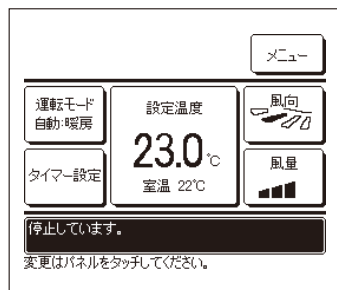 メニュー
運転モード
自動:暖房
設定温度
風向
23.0℃
タイマー設定
室温 22℃
風量
停止しています。
変更はパネルをタッチしてください。